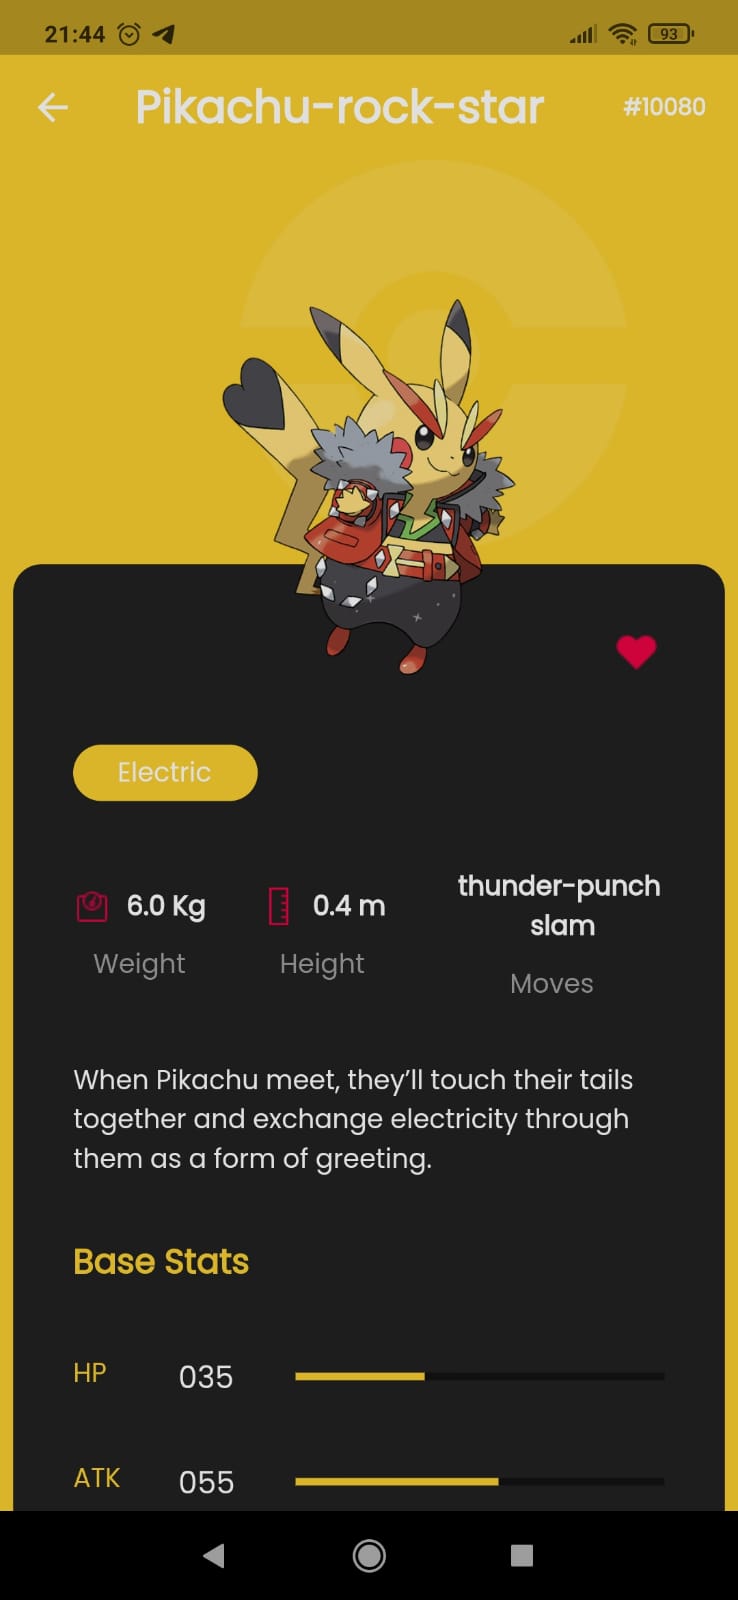 21:44
93
Pikachu-rock-star
#10080
Electric
6.0 Kg
Weight
0.4 m
Height
thunder-punch
slam
Moves
When Pikachu meet, they’ll touch their tails
together and exchange electricity through
them as a form of greeting.
Base Stats
HP 035
ATK 055